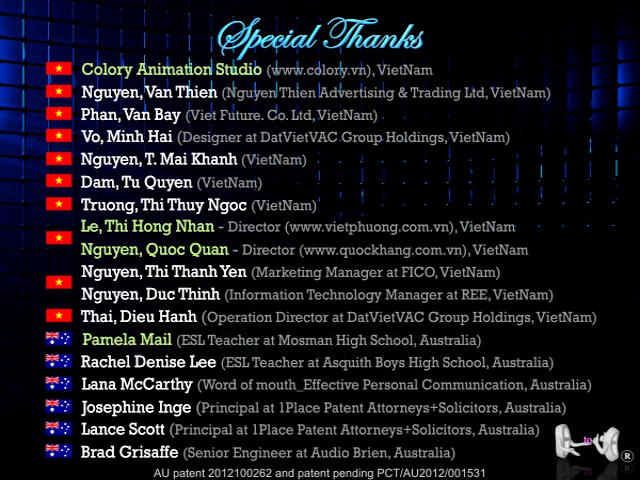 Special Thanks
Colory Animation Studio (www.colory.vn), VietNam
Nguyen, Van Thien (Nguyen Thien Advertising & Trading Ltd, VietNam)
Phan, Van Bay (Viet Future. Co. Ltd, VietNam)
Vo, Minh Hai (Designer at DatVietVAC Group Holdings, VietNam)
Nguyen, T. Mai Khanh (VietNam)
Dam, Tu Quyen (VietNam)
Truong, Thi Thuy Ngoc (VietNam)
Le, Thi Hong Nhan - Director (www.vietphuong.com.vn), VietNam
Nguyen, Quoc Quan - Director (www.quockhang.com.vn), VietNam
Nguyen, Thi Thanh Yen (Marketing Manager at FICO, VietNam)
Nguyen, Duc Thinh (Information Technology Manager at REE, VietNam)
Thai, Dieu Hanh (Operation Director at DatVietVAC Group Holdings, VietNam)
Pamela Mail (ESL Teacher at Mosman High School, Australia)
Rachel Denise Lee (ESL Teacher at Asquith Boys High School, Australia)
Lana McCarthy (Word of mouth_Effective Personal Communication, Australia)
Josephine Inge (Principal at 1Place Patent Attorneys+Solicitors, Australia)
Lance Scott (Principal at 1Place Patent Attorneys+Solicitors, Australia)
Brad Grisaffe (Senior Engineer at Audio Brien, Australia)
to
®
AU patent 2012100262 and patent pending PCT/AU2012/001531